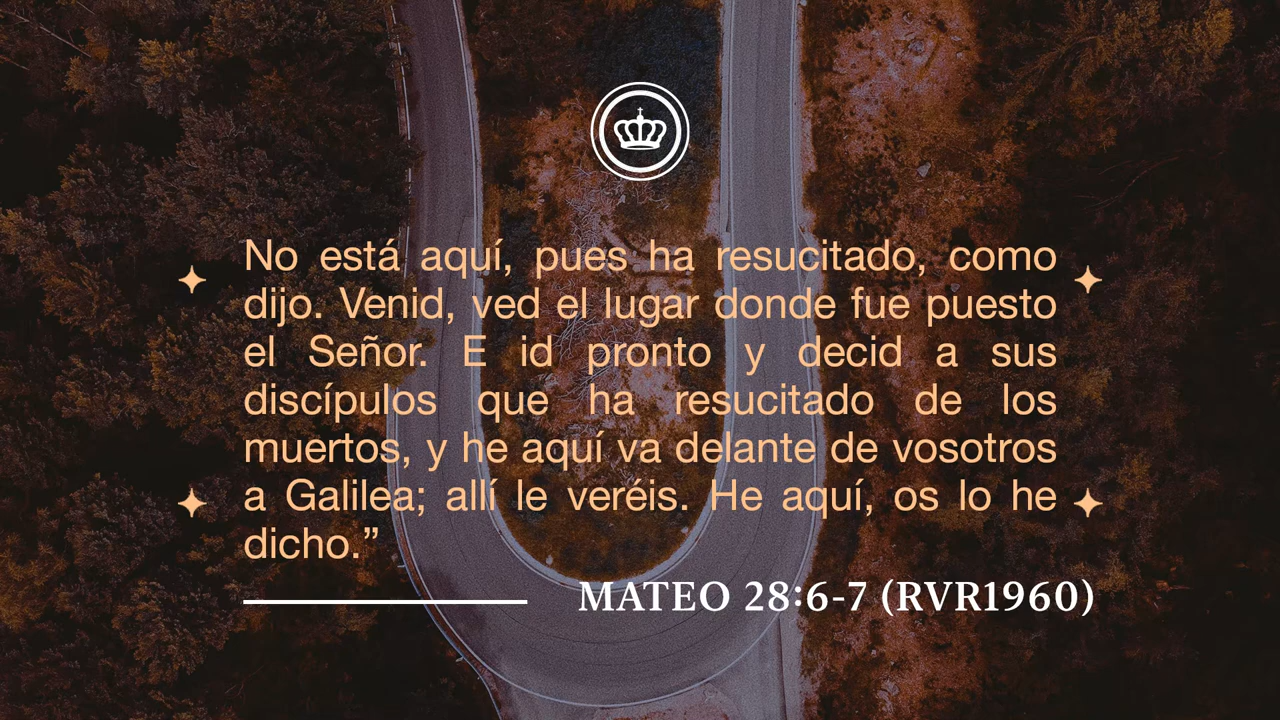 No está aquí, pues ha resucitado, como
dijo. Venid, ved el lugar donde fue puesto
el Señor. E id pronto y decid a sus
discípulos que ha resucitado de los
muertos, y he aquí va delante de vosotros
a Galilea; allí le veréis. He aquí, os lo he
dicho.”
MATEO 28:6-7 (RVR1960)